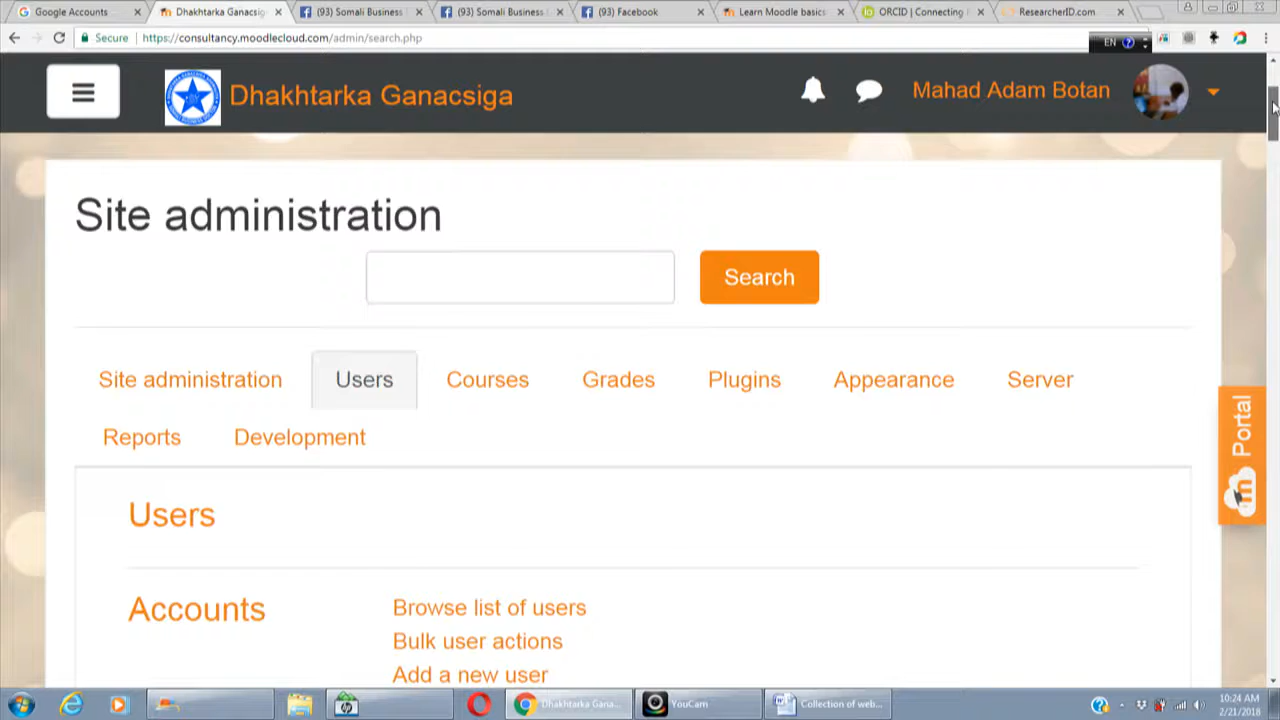 Google Accounts
Dhakhtarka Ganacsig
(93) Somali Business
(93) Somali Business
(93) Facebook
Learn Moodle basics
ORCID | Connecting
ResearcherID.com
Secure https://consultancy.moodlecloud.com/admin/search.php
EN
Dhakhtarka Ganacsiga
Mahad Adam Botan
Site administration
Search
Site administration Users Courses Grades Plugins Appearance Server
Reports Development
Portal
Users
Accounts
Browse list of users
Bulk user actions
Add a new user
Dhakhtarka Gana...
YouCam
Collection of web...
10:24 AM
2/21/2018